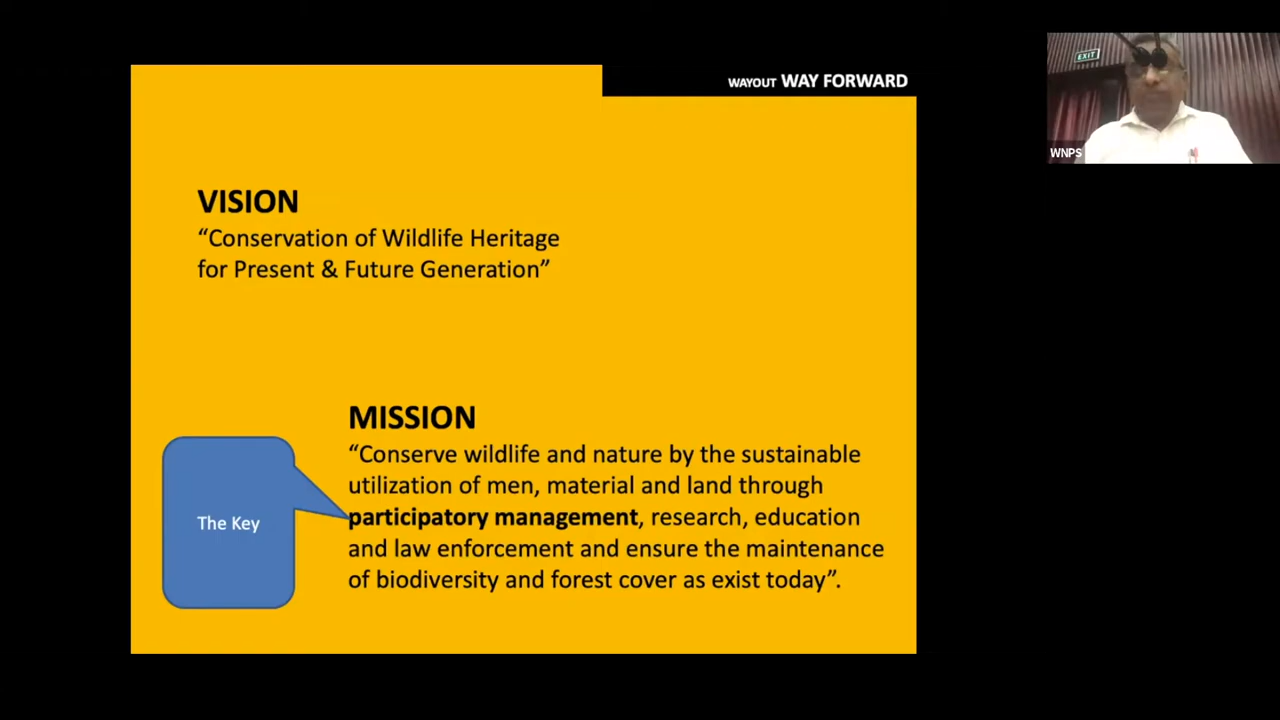 WAYOUT WAY FORWARD
EXIT
WNPS
VISION
“Conservation of Wildlife Heritage
for Present & Future Generation”
MISSION
“Conserve wildlife and nature by the sustainable
utilization of men, material and land through
participatory management, research, education
and law enforcement and ensure the maintenance
of biodiversity and forest cover as exist today”.
The Key